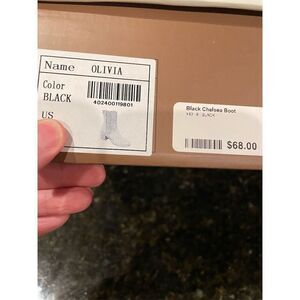 Name OLIVIA
Color
BLACK
402400119801
US
Black Chelsea Boot
$68.00